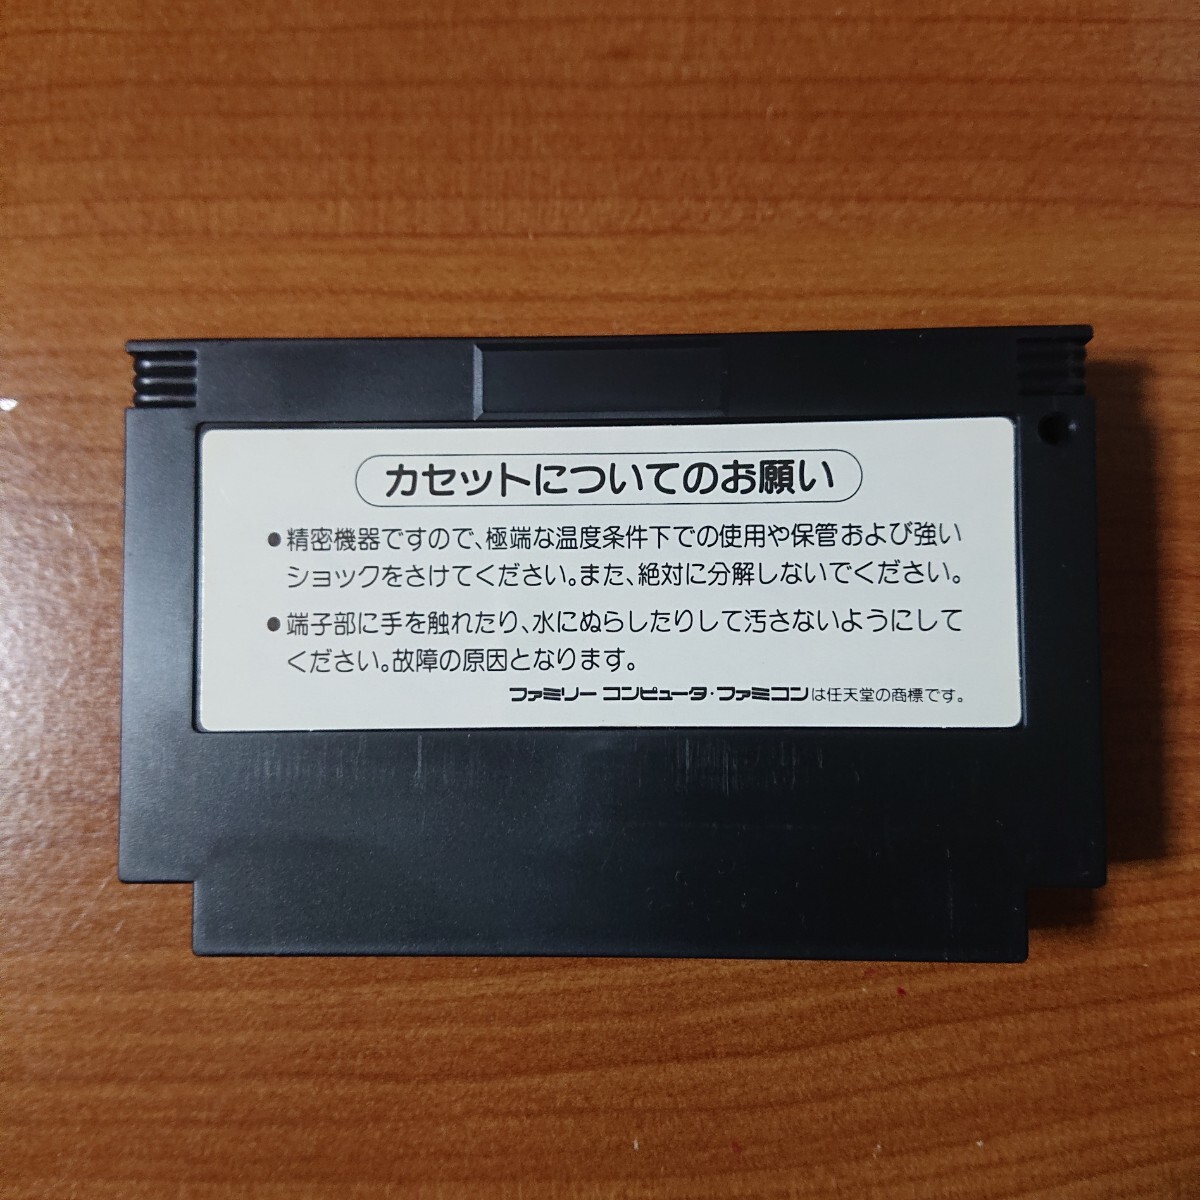 カセットについてのお願い
●精密機器ですので、極端な温度条件下での使用や保管および強い
ショックをさけてください。また、絶対に分解しないでください。
●端子部に手を触れたり、水にぬらしたりして汚さないようにして
ください。故障の原因となります。
ファミリーコンピュータ・ファミコンは任天堂の商標です。